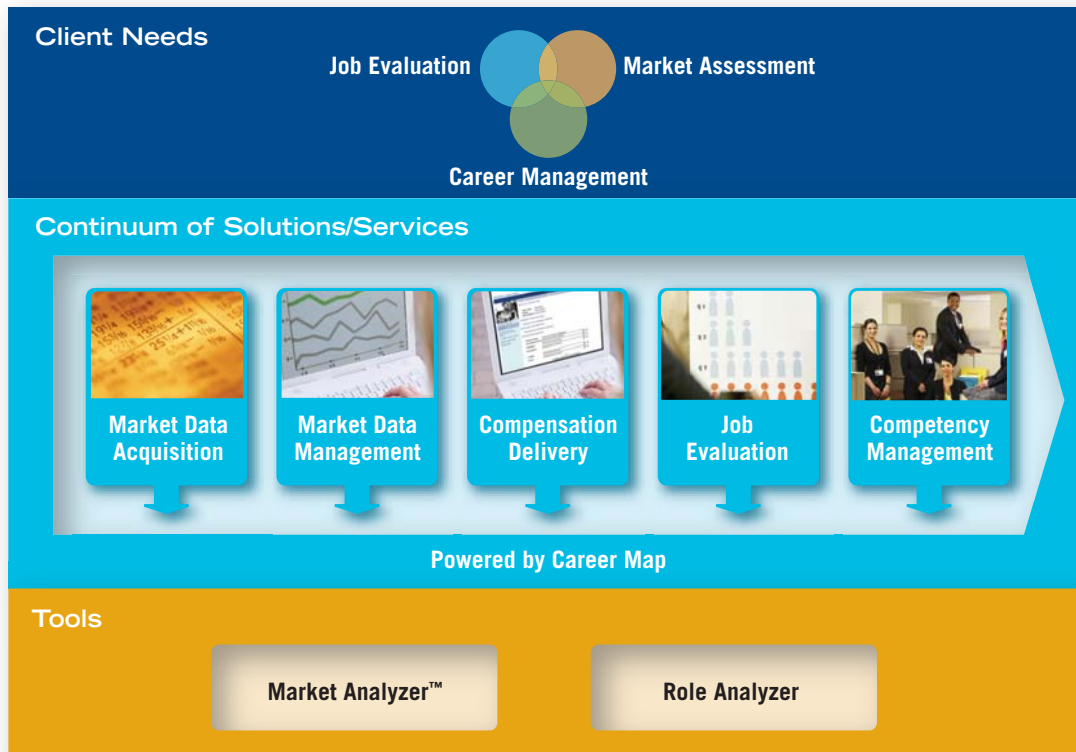 Client Needs
Job Evaluation
Market Assessment
Career Management
Continuum of Solutions/Services
Market Data
Acquisition
Market Data
Management
Compensation
Delivery
Job
Evaluation
Competency
Management
Powered by Career Map
Tools
Market Analyzer™
Role Analyzer